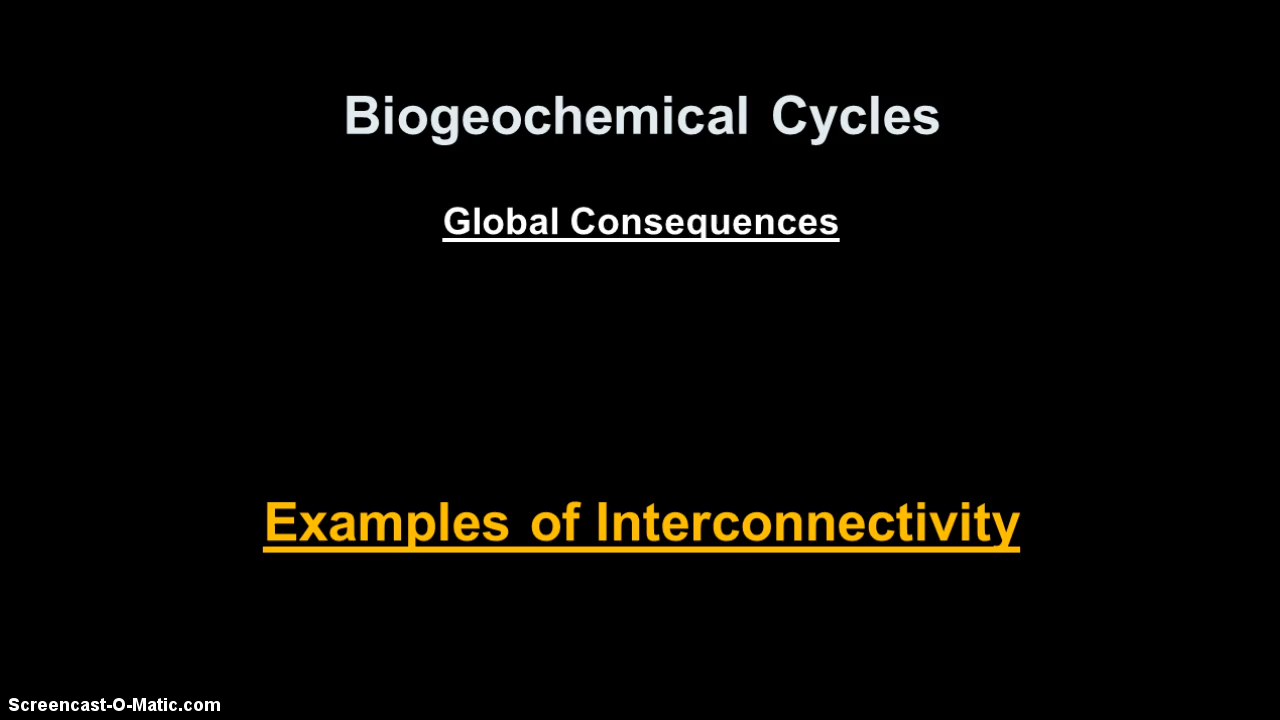 Biogeochemical Cycles
Global Consequences
Examples of Interconnectivity
Screencast-O-Matic.com